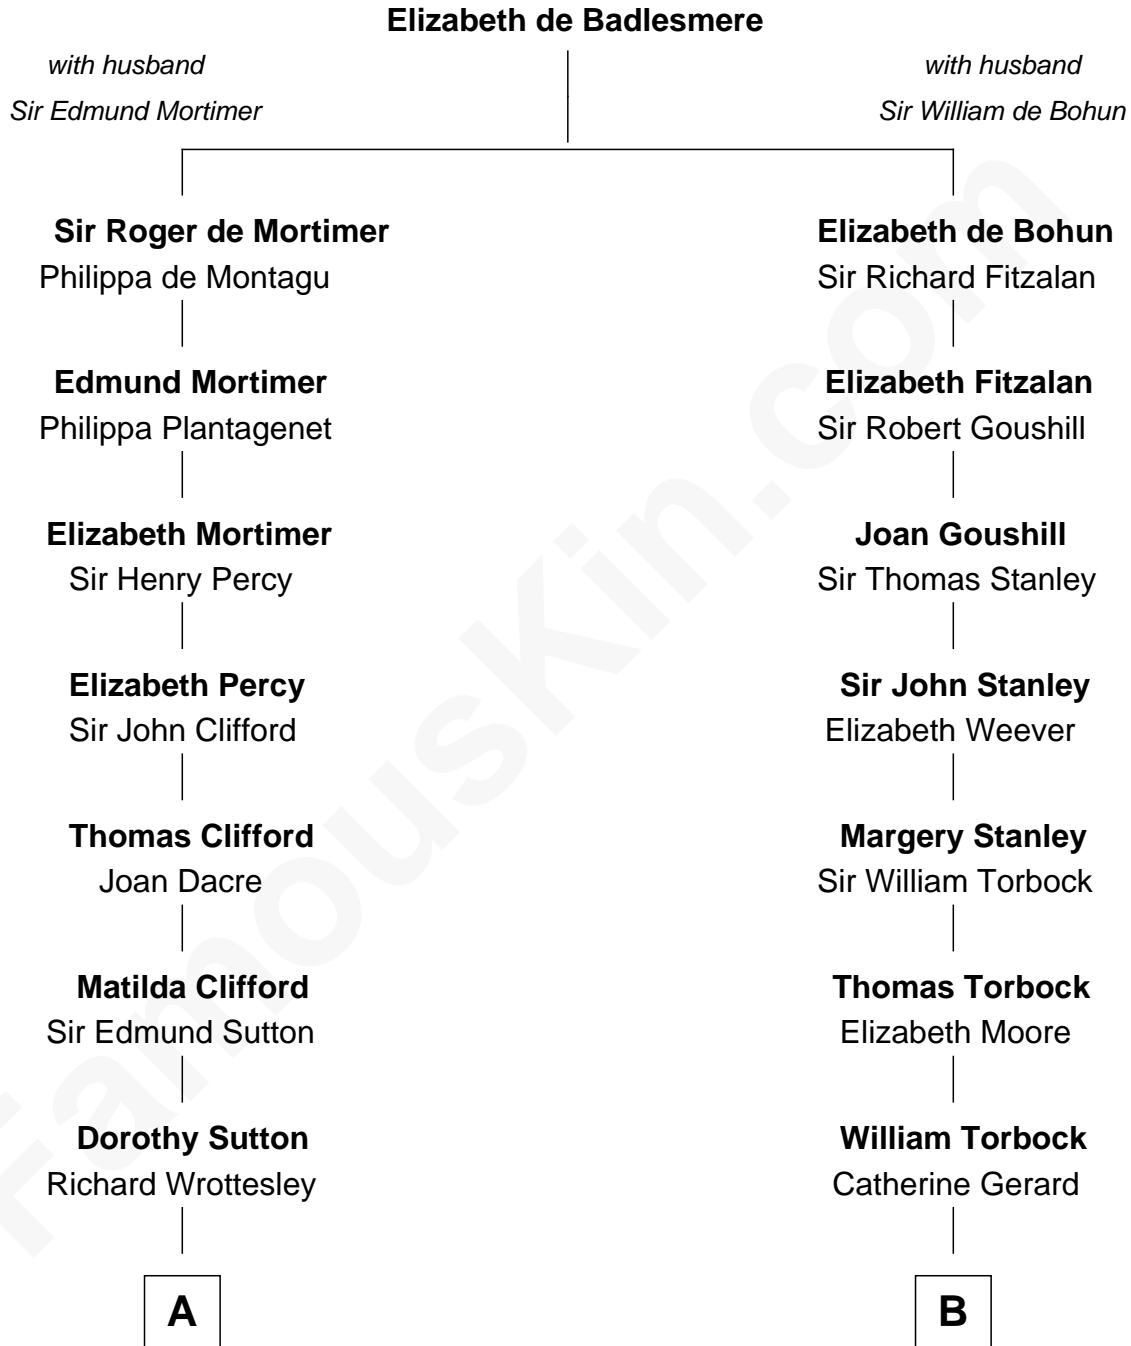 Elizabeth de Badlesmere
with husband
Sir Edmund Mortimer
with husband
Sir William de Bohun
Sir Roger de Mortimer
Philippa de Montagu
Elizabeth de Bohun
Sir Richard Fitzalan
Edmund Mortimer
Philippa Plantagenet
Elizabeth Fitzalan
Sir Robert Goushill
Elizabeth Mortimer
Sir Henry Percy
Joan Goushill
Sir Thomas Stanley
Elizabeth Percy
Sir John Clifford
Sir John Stanley
Elizabeth Weever
Thomas Clifford
Joan Dacre
Margery Stanley
Sir William Torbock
Matilda Clifford
Sir Edmund Sutton
Thomas Torbock
Elizabeth Moore
Dorothy Sutton
Richard Wrottesley
William Torbock
Catherine Gerard
A
B
FamousKin.com